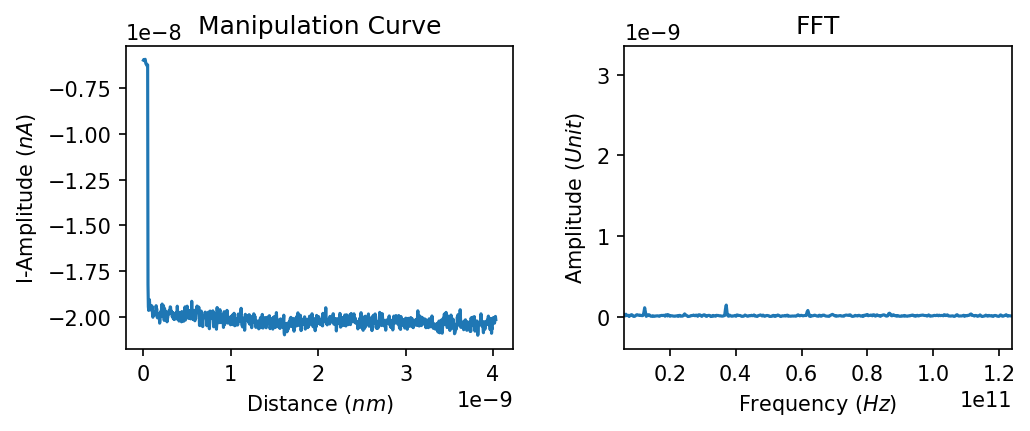 Manipulation Curve
1e−8
−0.75
−1.00
−1.25
−1.50
−1.75
−2.00
I-Amplitude (nA)
0
1
2
3
4
1e−9
Distance (nm)
FFT
1e−9
3
2
1
0
Amplitude (Unit)
0.2
0.4
0.6
0.8
1.0
1.2
1e11
Frequency (Hz)